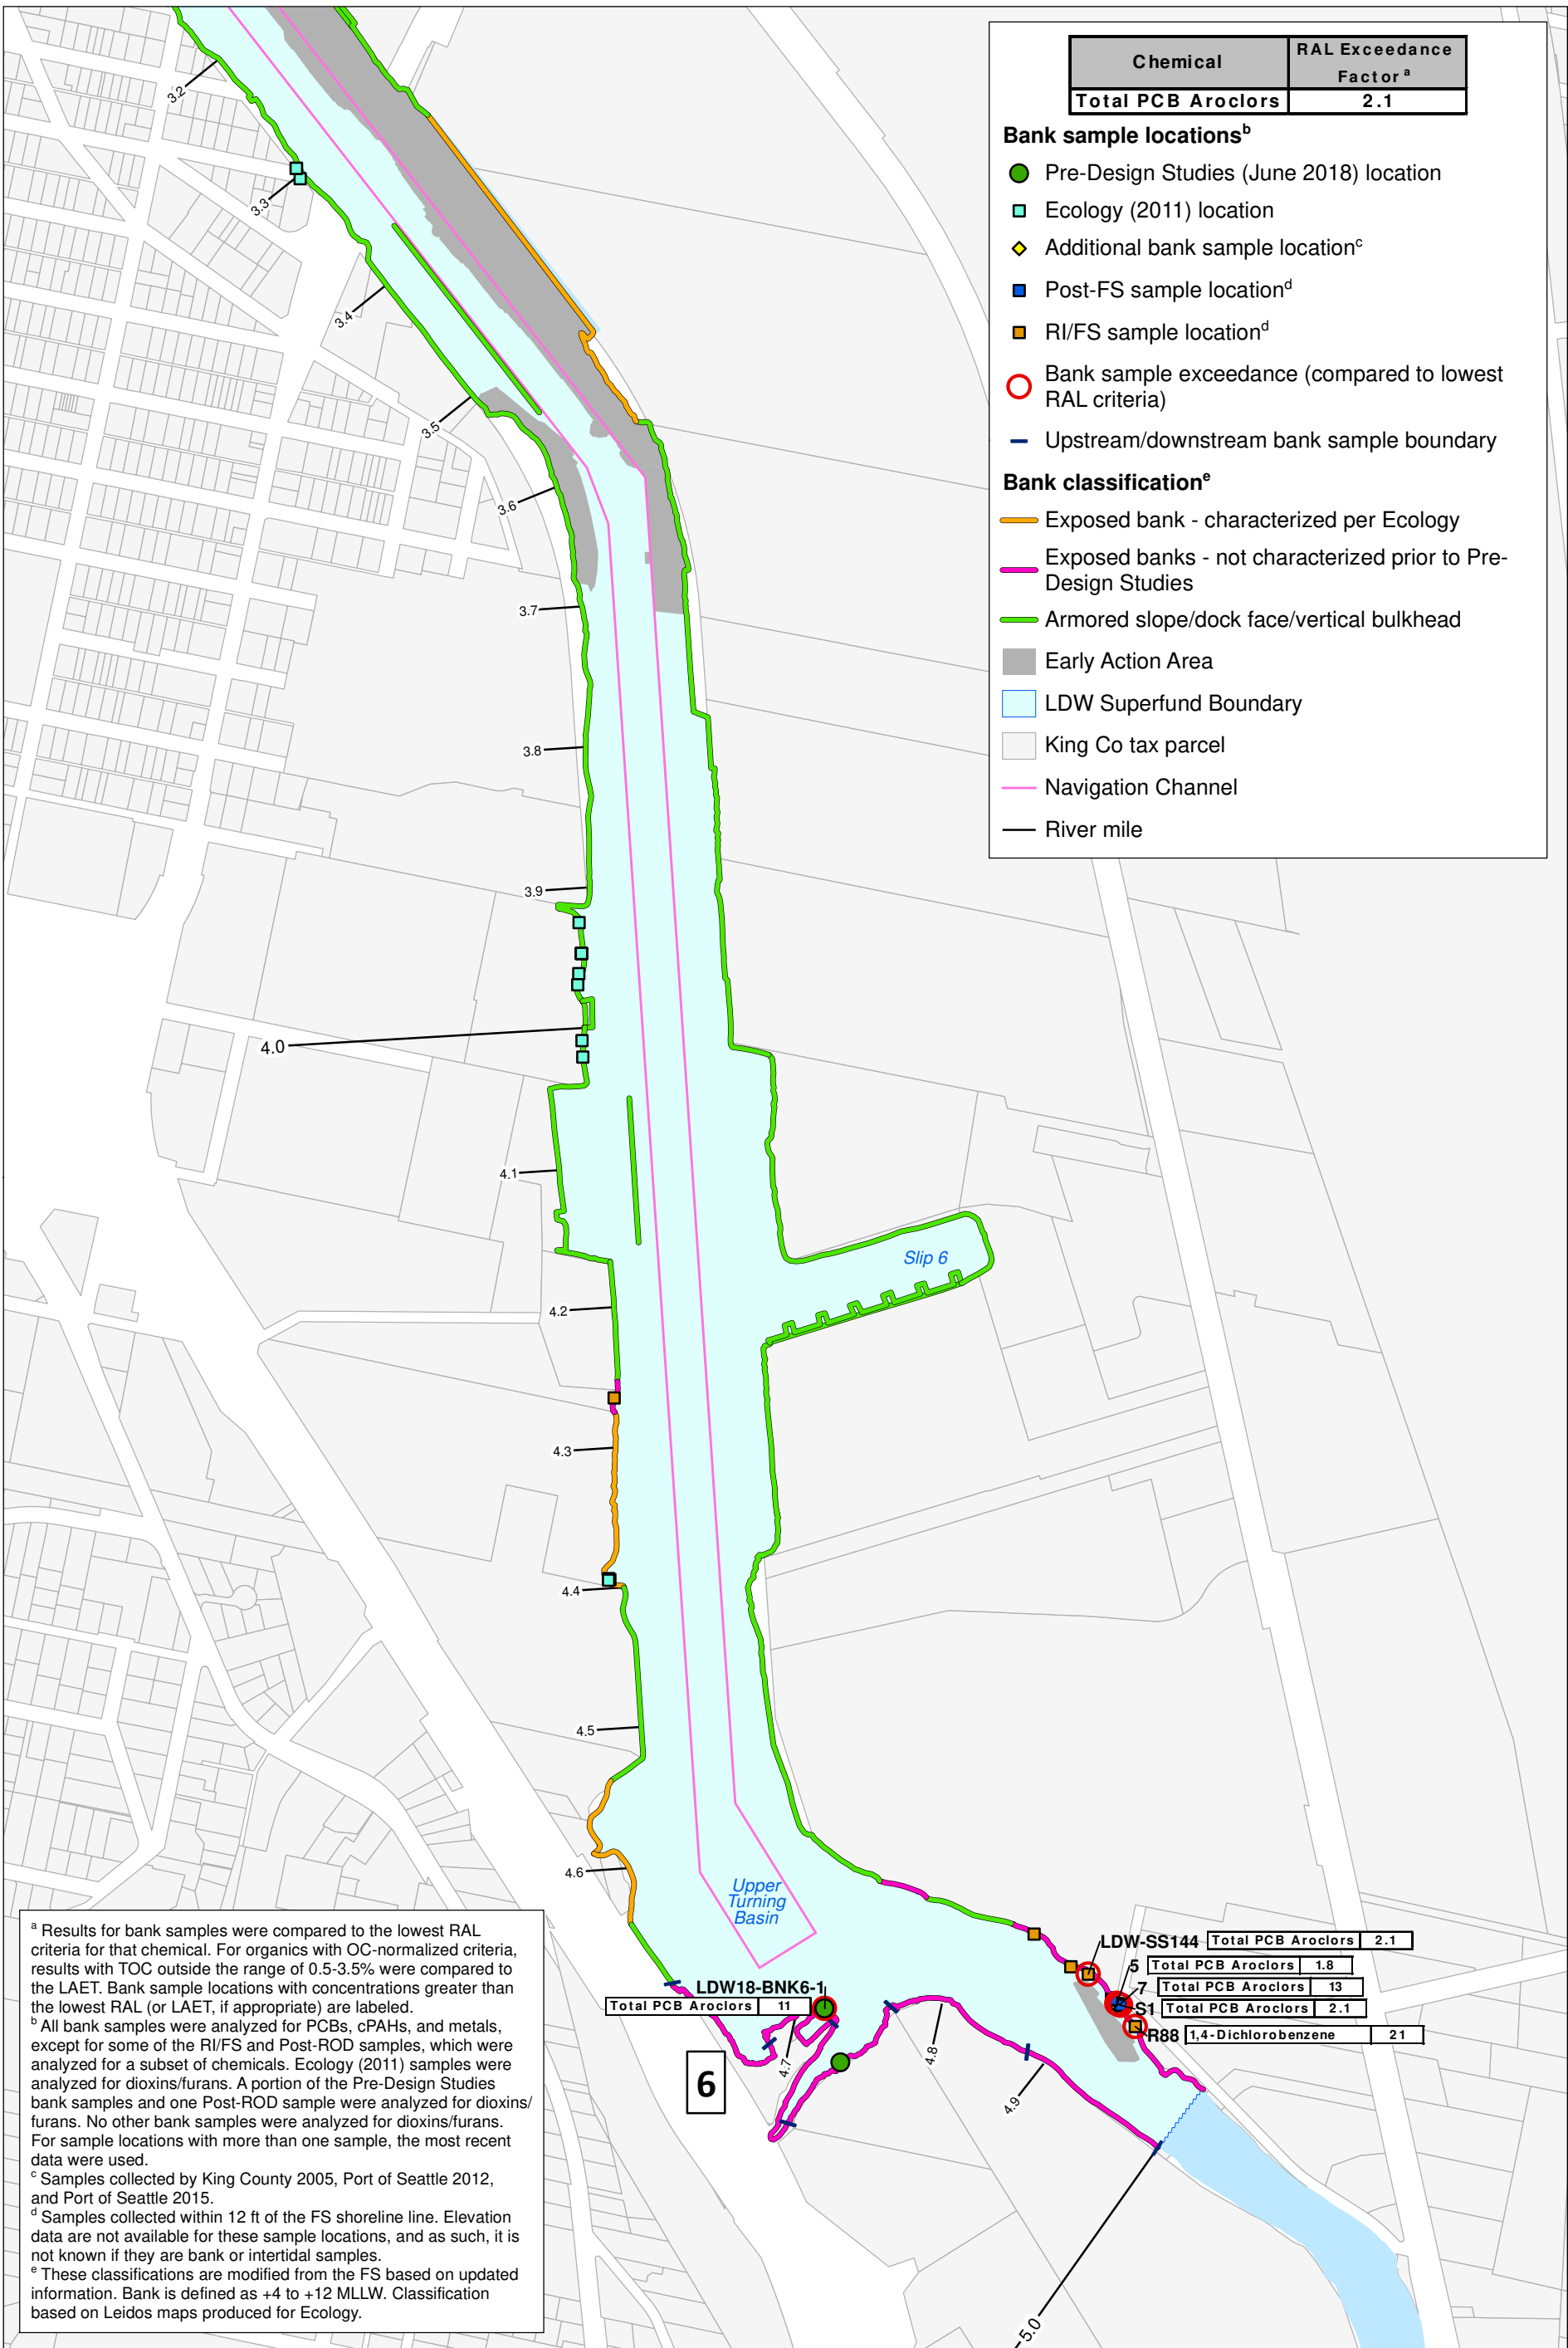 Chemical
RAL Exceedance
Factor a
Total PCB Aroclors 2.1
Bank sample locations b
Pre-Design Studies (June 2018) location
Ecology (2011) location
Additional bank sample location c
Post-FS sample location d
RI/FS sample location d
Bank sample exceedance (compared to lowest
RAL criteria)
Upstream/downstream bank sample boundary
Bank classification e
Exposed bank - characterized per Ecology
Exposed banks - not characterized prior to Pre-
Design Studies
Armored slope/dock face/vertical bulkhead
Early Action Area
LDW Superfund Boundary
King Co tax parcel
Navigation Channel
River mile
3.2
3.3
3.4
3.5
3.6
3.7
3.8
3.9
4.0
4.1
Slip 6
4.2
4.3
4.4
4.5
4.6
Upper
Turning
Basin
LDW-SS144 Total PCB Aroclors 2.1
5 Total PCB Aroclors 1.8
7 Total PCB Aroclors 13
S1 Total PCB Aroclors 2.1
R88 1,4-Dichlorobenzene 21
LDW18-BNK6-1
Total PCB Aroclors 11
4.7
4.8
4.9
6
5.0
a Results for bank samples were compared to the lowest RAL
criteria for that chemical. For organics with OC-normalized criteria,
results with TOC outside the range of 0.5-3.5% were compared to
the LAET. Bank sample locations with concentrations greater than
the lowest RAL (or LAET, if appropriate) are labeled.
b All bank samples were analyzed for PCBs, cPAHs, and metals,
except for some of the RI/FS and Post-ROD samples, which were
analyzed for a subset of chemicals. Ecology (2011) samples were
analyzed for dioxins/furans. A portion of the Pre-Design Studies
bank samples and one Post-ROD sample were analyzed for dioxins/
furans. No other bank samples were analyzed for dioxins/furans.
For sample locations with more than one sample, the most recent
data were used.
c Samples collected by King County 2005, Port of Seattle 2012,
and Port of Seattle 2015.
d Samples collected within 12 ft of the FS shoreline line. Elevation
data are not available for these sample locations, and as such, it is
not known if they are bank or intertidal samples.
e These classifications are modified from the FS based on updated
information. Bank is defined as +4 to +12 MLLW. Classification
based on Leidos maps produced for Ecology.